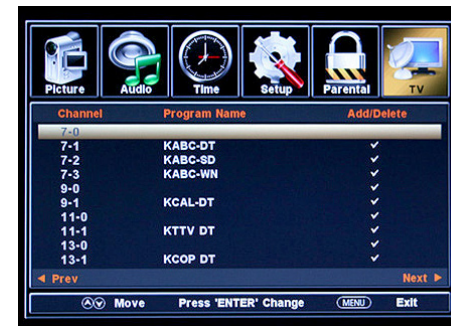 Picture Audio Time Setup Parental TV
Channel Program Name Add/Delete
7-0
7-1 KABC-DT ✓
7-2 KABC-SD ✓
7-3 KABC-WN ✓
9-0 ✓
9-1 KCAL-DT ✓
11-0 ✓
11-1 KTTV DT ✓
13-0 ✓
13-1 KCOP DT ✓
◀ Prev Next ▶
Move Press 'ENTER' Change MENU Exit